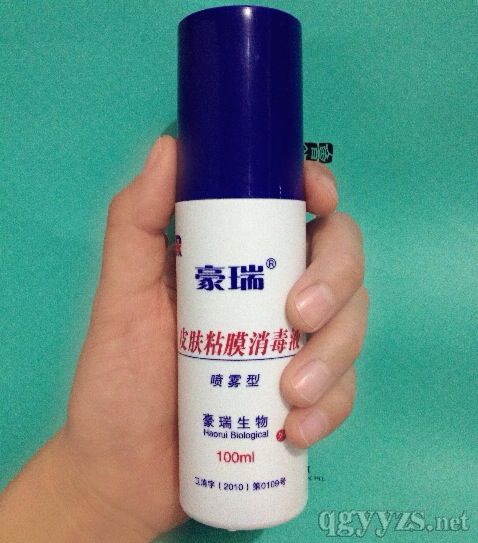 豪瑞®
皮肤粘膜消毒液
喷雾型
豪瑞生物
Haorui Biological
100ml
卫消字(2010)第0109号
qgyyzs.net